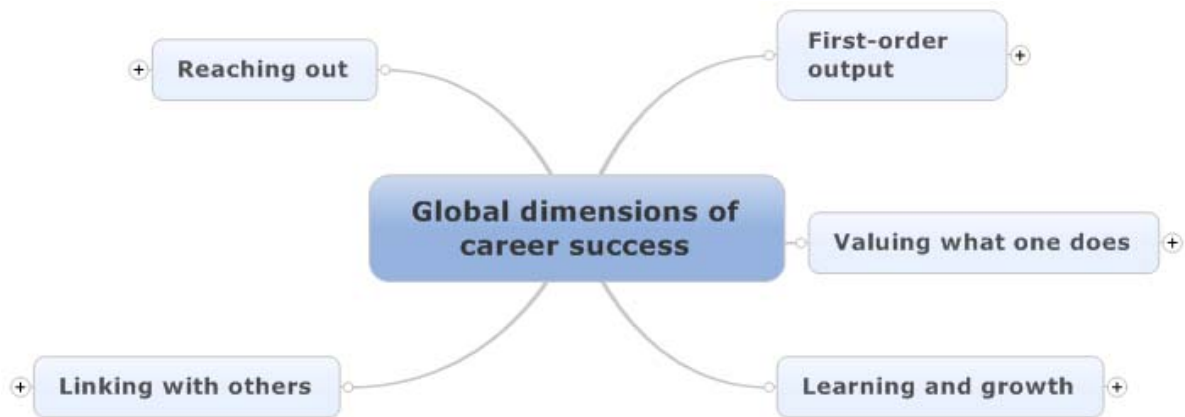 First-order
output
Reaching out
Global dimensions of
career success
Valuing what one does
Linking with others
Learning and growth